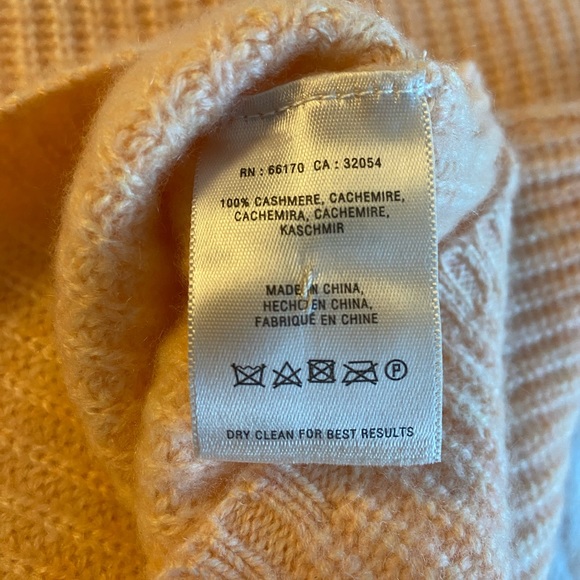 RN : 66170 CA : 32054
100% CASHMERE, CACHEMIRE,
CACHEMIRA, CACHEMIRE,
KASCHMIR
MADE IN CHINA,
HECHO EN CHINA,
FABRIQUÉ EN CHINE
P
DRY CLEAN FOR BEST RESULTS